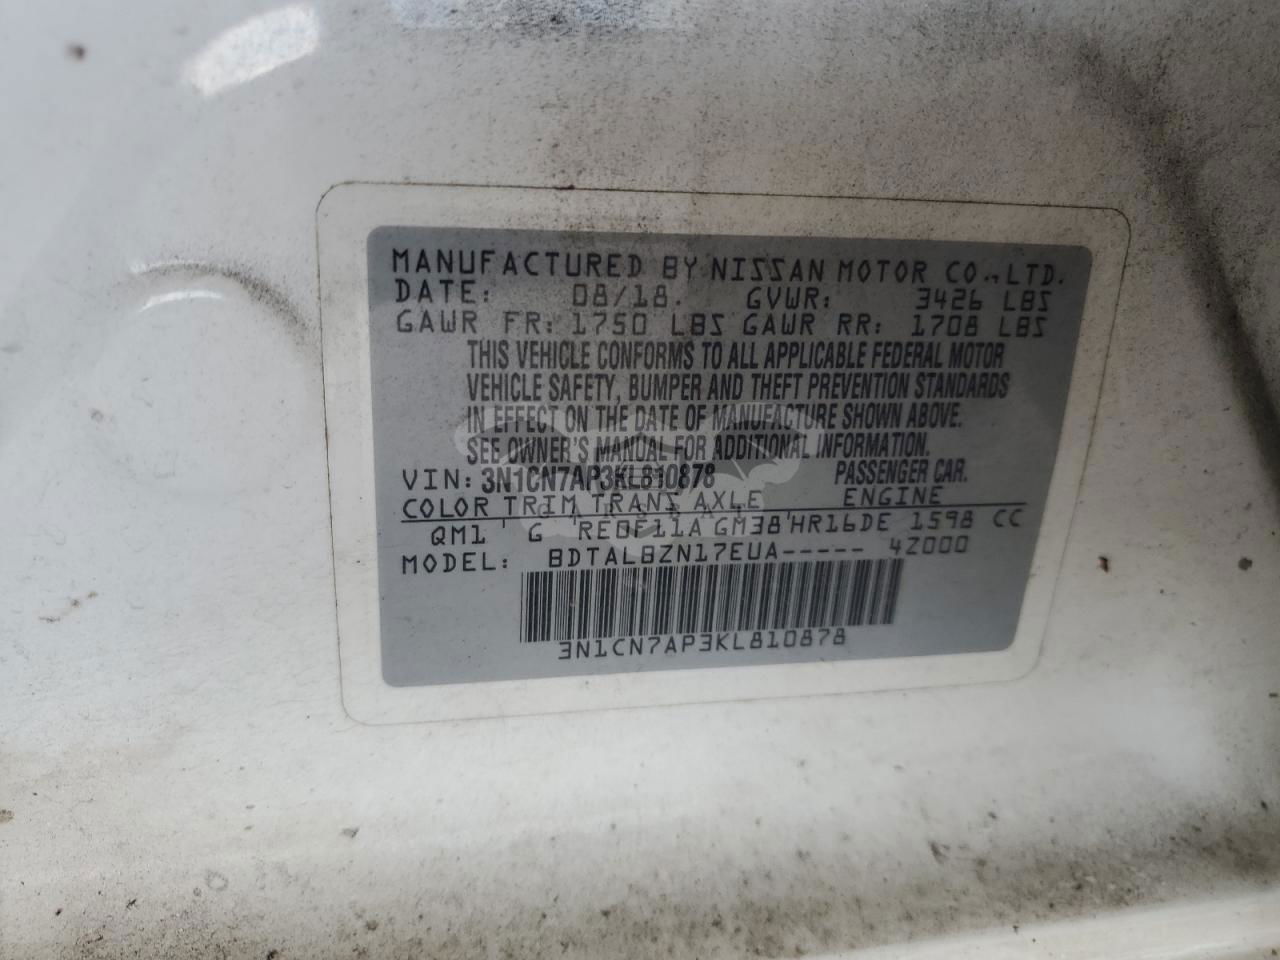 MANUFACTURED BY NISSAN MOTOR CO.,LTD.
DATE: 08/18. GVWR: 3426 LBS
GAWR FR: 1750 LBS GAWR RR: 1708 LBS
THIS VEHICLE CONFORMS TO ALL APPLICABLE FEDERAL MOTOR
VEHICLE SAFETY, BUMPER AND THEFT PREVENTION STANDARDS
IN EFFECT ON THE DATE OF MANUFACTURE SHOWN ABOVE.
SEE OWNER'S MANUAL FOR ADDITIONAL INFORMATION.
VIN: 3N1CN7AP3KL810878 PASSENGER CAR.
COLOR TRIM TRANS AXLE ENGINE
QM1 G RE0F11A GM38 HR16DE 1598 CC
MODEL: BDTALBZN17EUA----- 4Z000
3N1CN7AP3KL810878